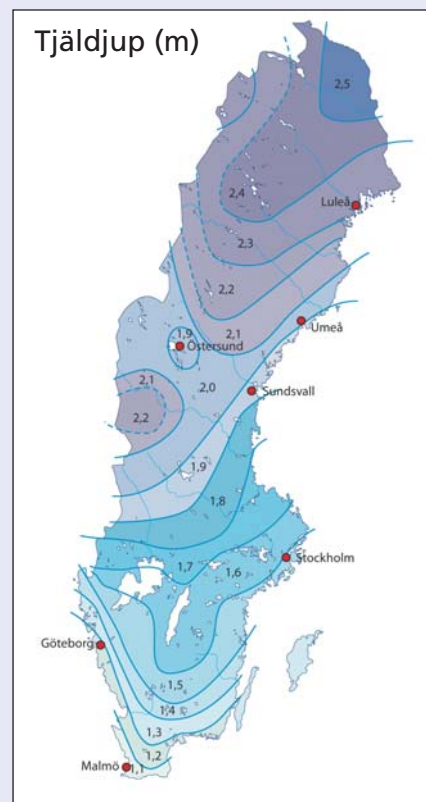 Tjäldjup (m)
2,5
2,4
Luleå
2,3
2,2
2,1
Umeå
1,9
Östersund
2,1
2,0
Sundsvall
2,2
1,9
1,8
1,7
1,6
Stockholm
Göteborg
1,5
1,4
1,3
1,2
Malmö
1,1